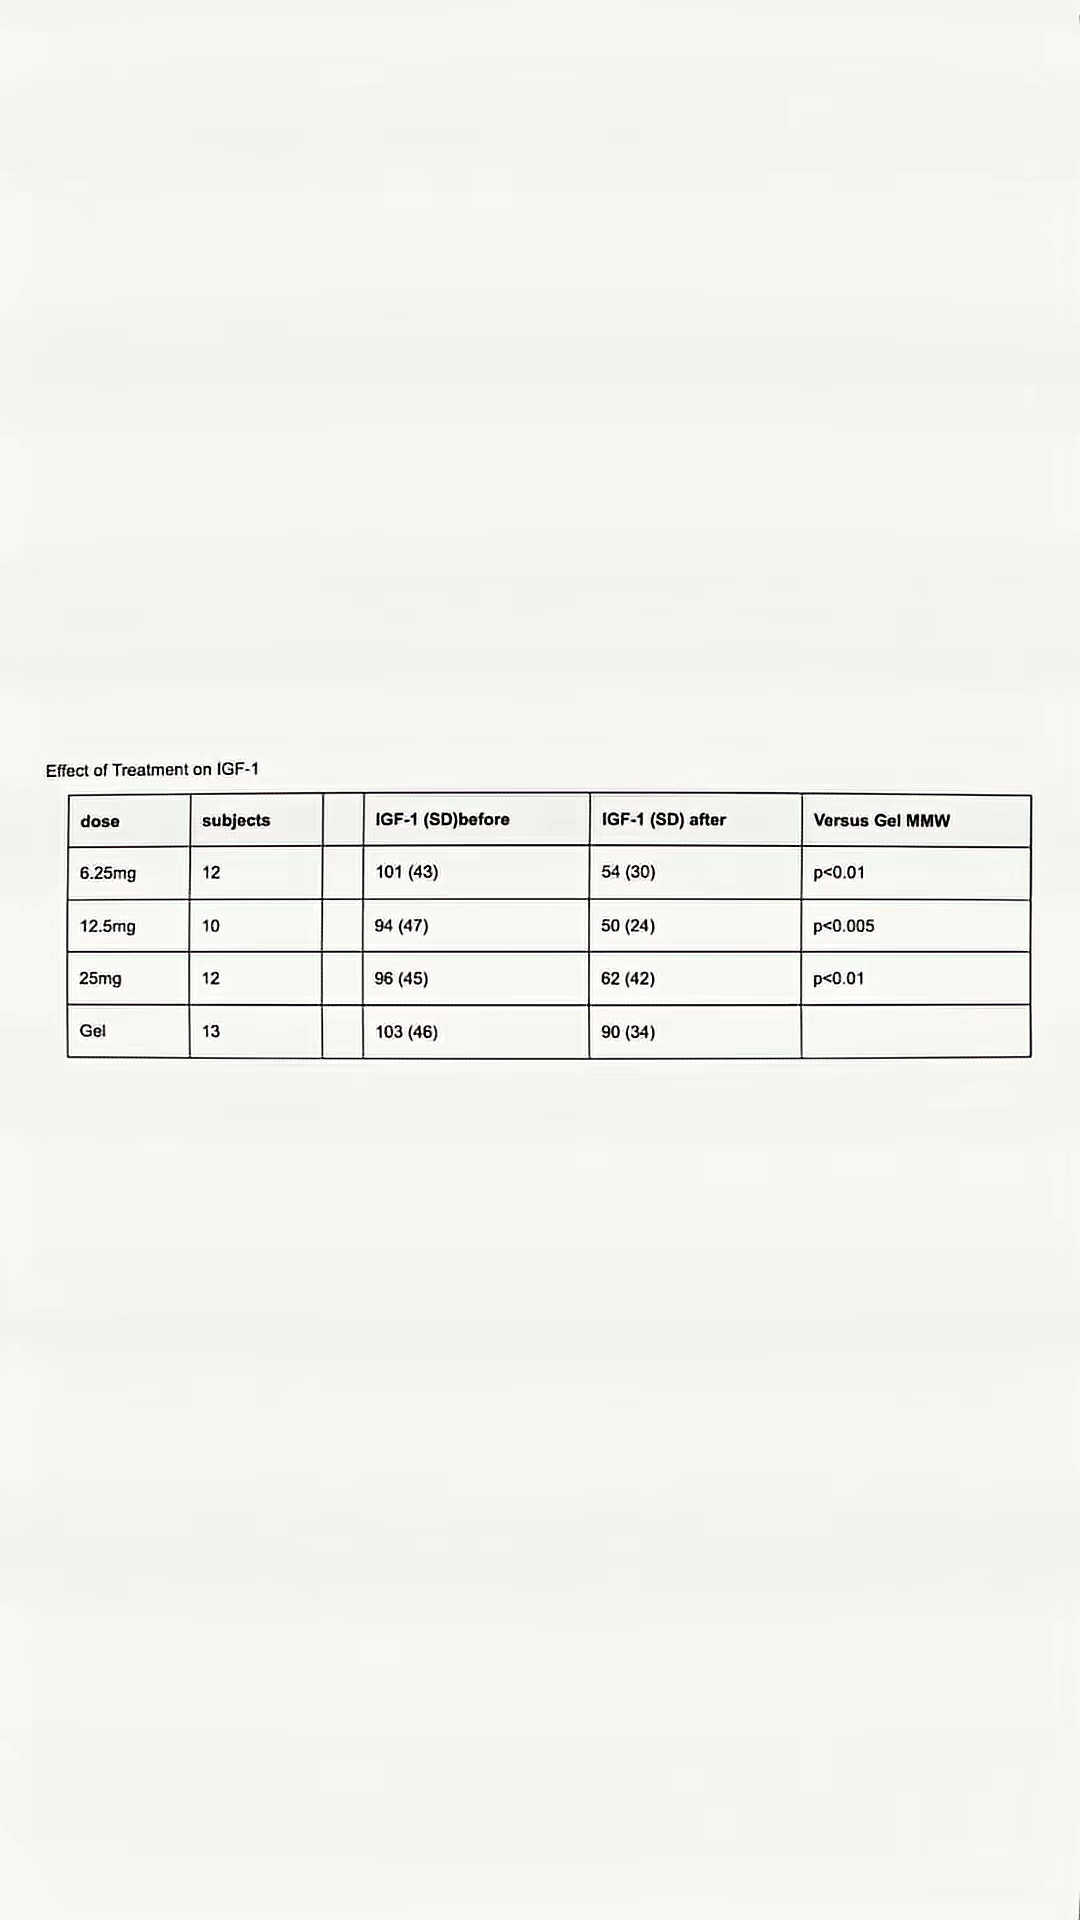 Effect of Treatment on IGF-1
dose subjects IGF-1 (SD)before IGF-1 (SD) after Versus Gel MMW
6.25mg 12 101 (43) 54 (30) p<0.01
12.5mg 10 94 (47) 50 (24) p<0.005
25mg 12 96 (45) 62 (42) p<0.01
Gel 13 103 (46) 90 (34)